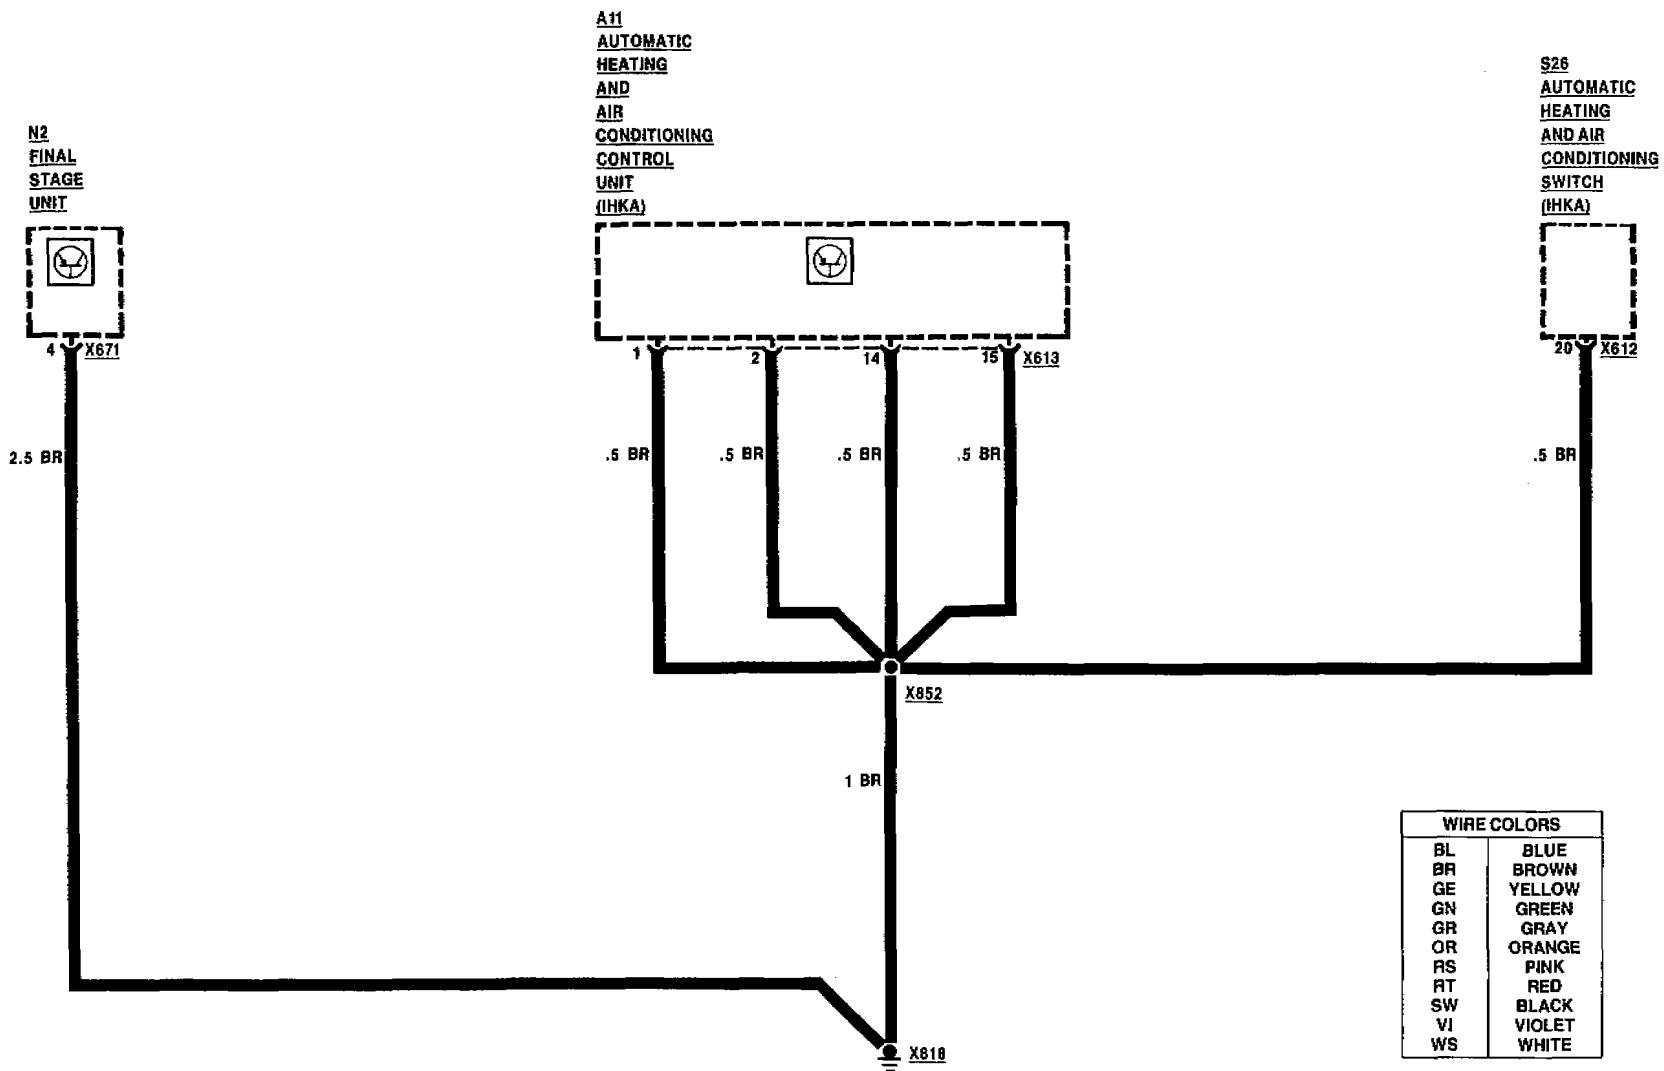 A11
AUTOMATIC
HEATING
AND
AIR
CONDITIONING
CONTROL
UNIT
(IHKA)
S26
AUTOMATIC
HEATING
AND AIR
CONDITIONING
SWITCH
(IHKA)
N2
FINAL
STAGE
UNIT
4 X671
1 2 14 15 X613
20 X612
2.5 BR .5 BR .5 BR .5 BR .5 BR .5 BR
X852
1 BR
X818
WIRE COLORS
BL BLUE
BR BROWN
GE YELLOW
GN GREEN
GR GRAY
OR ORANGE
RS PINK
RT RED
SW BLACK
VI VIOLET
WS WHITE